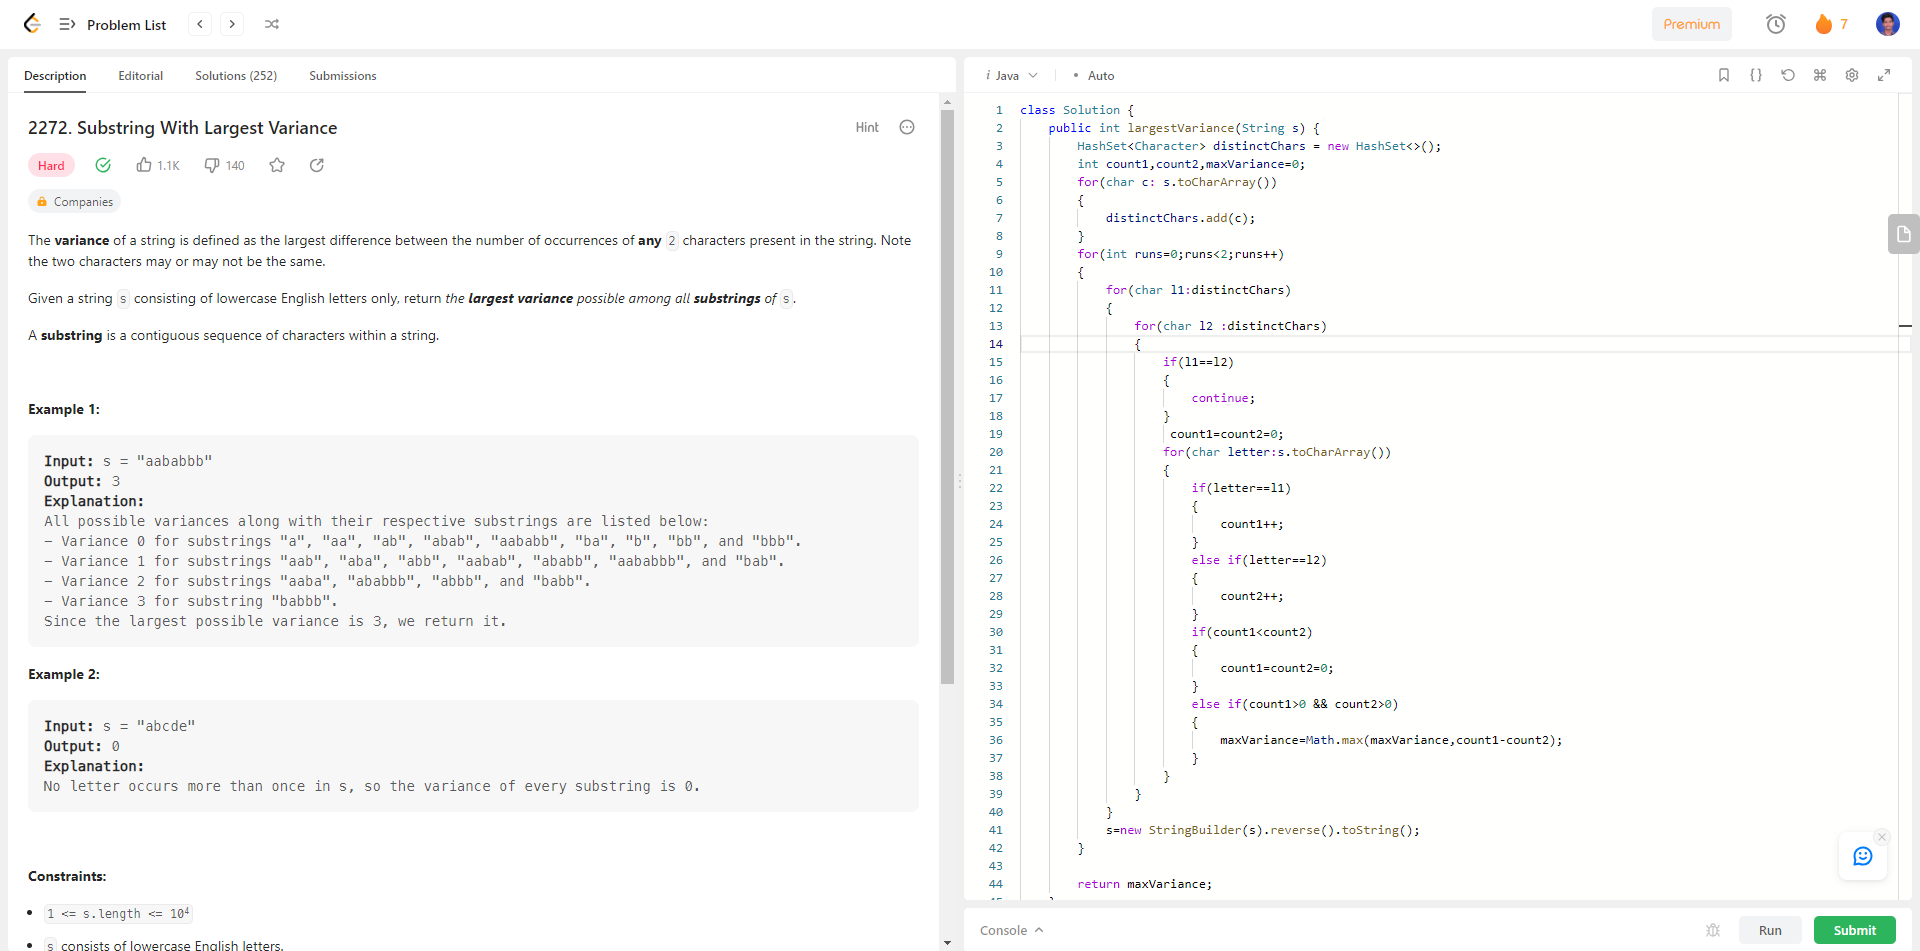 Problem List
Premium
7
Description Editorial Solutions (252) Submissions
2272. Substring With Largest Variance
Hint
Hard 1.1K 140
Companies
The variance of a string is defined as the largest difference between the number of occurrences of any 2 characters present in the string. Note
the two characters may or may not be the same.
Given a string s consisting of lowercase English letters only, return the largest variance possible among all substrings of s.
A substring is a contiguous sequence of characters within a string.
Example 1:
Input: s = "aababbb"
Output: 3
Explanation:
All possible variances along with their respective substrings are listed below:
- Variance 0 for substrings "a", "aa", "ab", "abab", "aababb", "ba", "b", "bb", and "bbb".
- Variance 1 for substrings "aab", "aba", "abb", "aabab", "ababb", "aababbb", and "bab".
- Variance 2 for substrings "aaba", "ababbb", "abbb", and "babb".
- Variance 3 for substring "babbb".
Since the largest possible variance is 3, we return it.
Example 2:
Input: s = "abcde"
Output: 0
Explanation:
No letter occurs more than once in s, so the variance of every substring is 0.
Constraints:
1 <= s.length <= 10⁴
s consists of lowercase English letters.
i Java • Auto
{}
1 class Solution {
2 public int largestVariance(String s) {
3 HashSet<Character> distinctChars = new HashSet<>();
4 int count1,count2,maxVariance=0;
5 for(char c: s.toCharArray())
6 {
7 distinctChars.add(c);
8 }
9 for(int runs=0;runs<2;runs++)
10 {
11 for(char l1:distinctChars)
12 {
13 for(char l2 :distinctChars)
14 {
15 if(l1==l2)
16 {
17 continue;
18 }
19 count1=count2=0;
20 for(char letter:s.toCharArray())
21 {
22 if(letter==l1)
23 {
24 count1++;
25 }
26 else if(letter==l2)
27 {
28 count2++;
29 }
30 if(count1<count2)
31 {
32 count1=count2=0;
33 }
34 else if(count1>0 && count2>0)
35 {
36 maxVariance=Math.max(maxVariance,count1-count2);
37 }
38 }
39 }
40 }
41 s=new StringBuilder(s).reverse().toString();
42 }
43
44 return maxVariance;
Console
Run
Submit